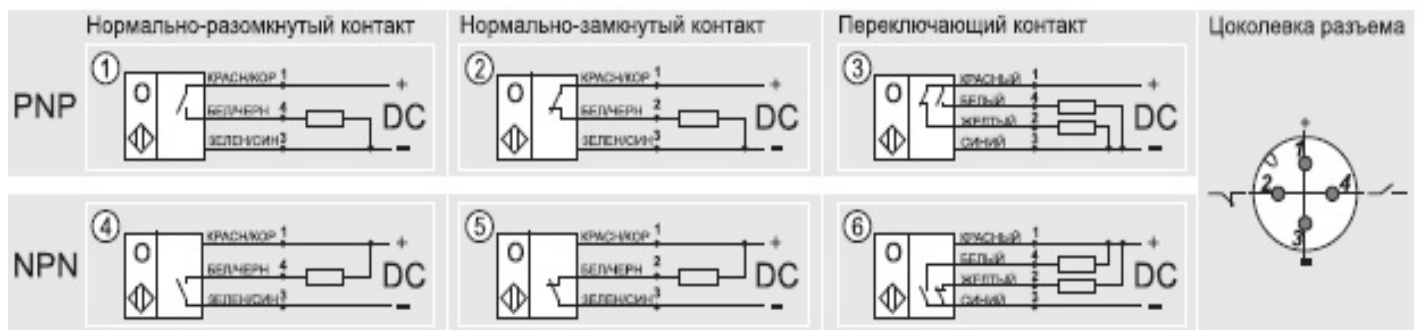 Нормально-разомкнутый контакт
Нормально-замкнутый контакт
Переключающий контакт
Цоколевка разъема
PNP
1
О
КРАСН/КОР 1
БЕЛ/ЧЕРН 4
ЗЕЛЕН/СИН 3
+
DC
-
2
О
КРАСН/КОР 1
БЕЛ/ЧЕРН 2
ЗЕЛЕН/СИН 3
+
DC
-
3
О
КРАСНЫЙ 1
БЕЛЫЙ 4
ЖЕЛТЫЙ 2
СИНИЙ 3
+
DC
-
+
1
2
4
3
-
NPN
4
О
КРАСН/КОР 1
БЕЛ/ЧЕРН 4
ЗЕЛЕН/СИН 3
+
DC
-
5
О
КРАСН/КОР 1
БЕЛ/ЧЕРН 2
ЗЕЛЕН/СИН 3
+
DC
-
6
О
КРАСНЫЙ 1
БЕЛЫЙ 4
ЖЕЛТЫЙ 2
СИНИЙ 3
+
DC
-